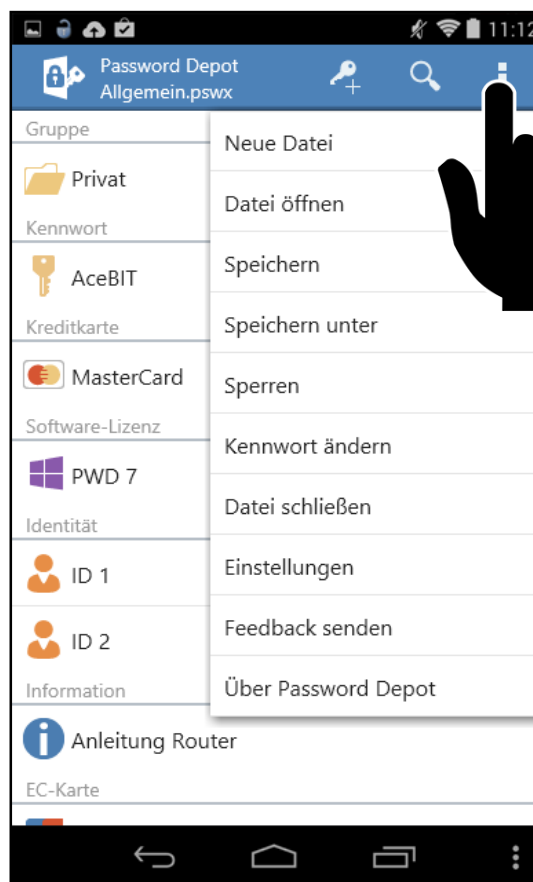 11:12
Password Depot
Allgemein.pswx
Gruppe
Privat
Kennwort
AceBIT
Kreditkarte
MasterCard
Software-Lizenz
PWD 7
Identität
ID 1
ID 2
Information
Anleitung Router
EC-Karte
Neue Datei
Datei öffnen
Speichern
Speichern unter
Sperren
Kennwort ändern
Datei schließen
Einstellungen
Feedback senden
Über Password Depot